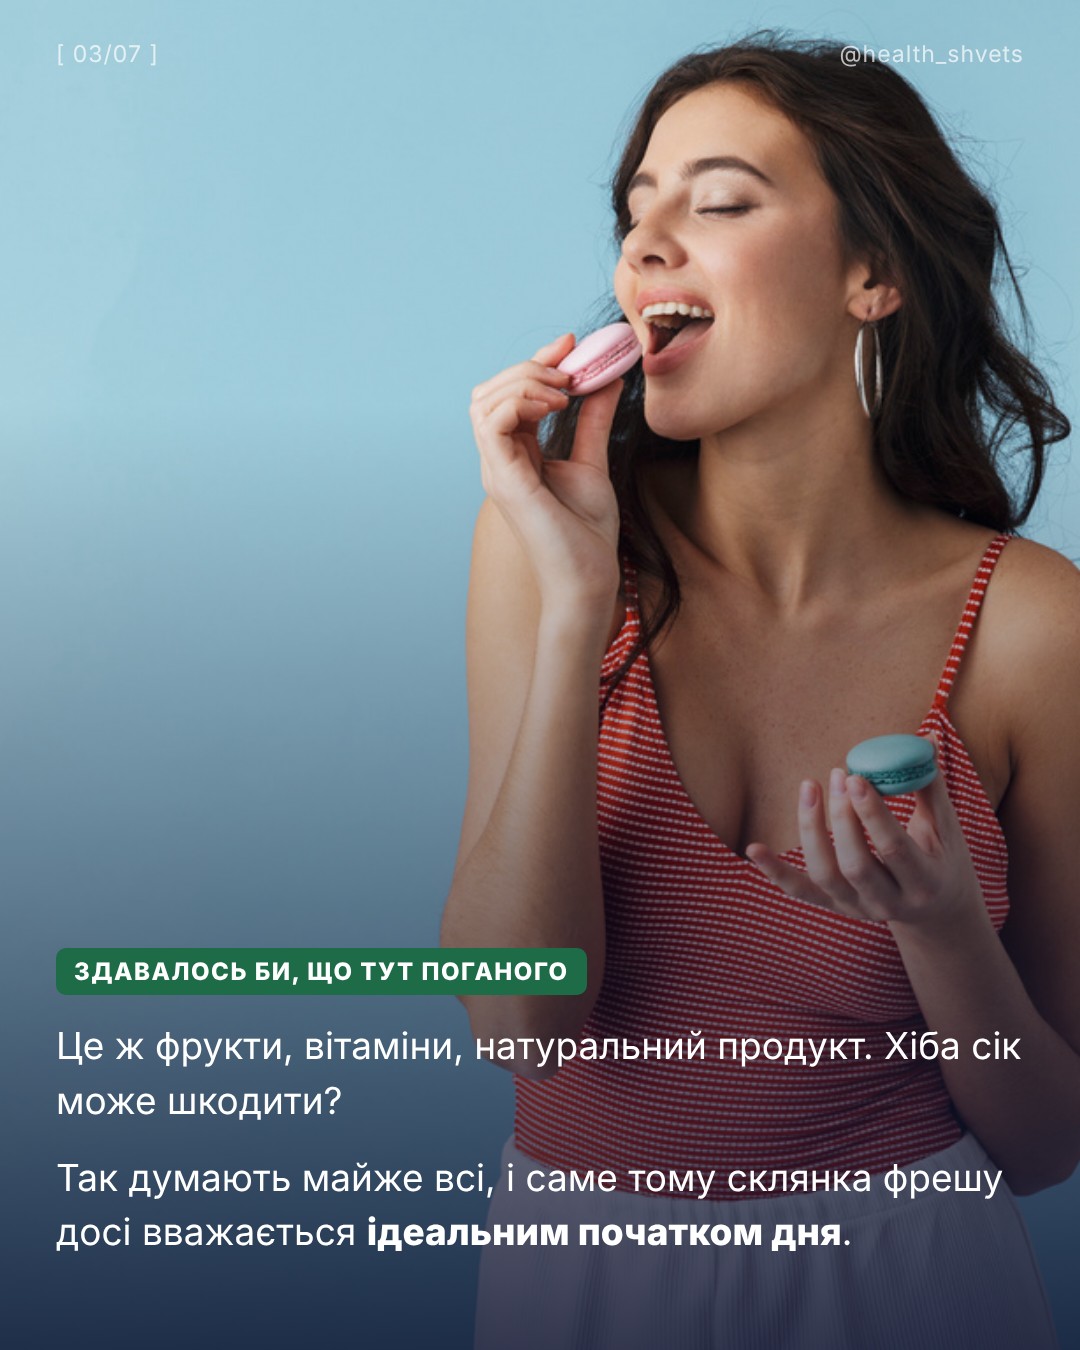 [ 03/07 ]
@health_shvets
ЗДАВАЛОСЬ БИ, ЩО ТУТ ПОГАНОГО
Це ж фрукти, вітаміни, натуральний продукт. Хіба сік
може шкодити?
Так думають майже всі, і саме тому склянка фрешу
досі вважається ідеальним початком дня.